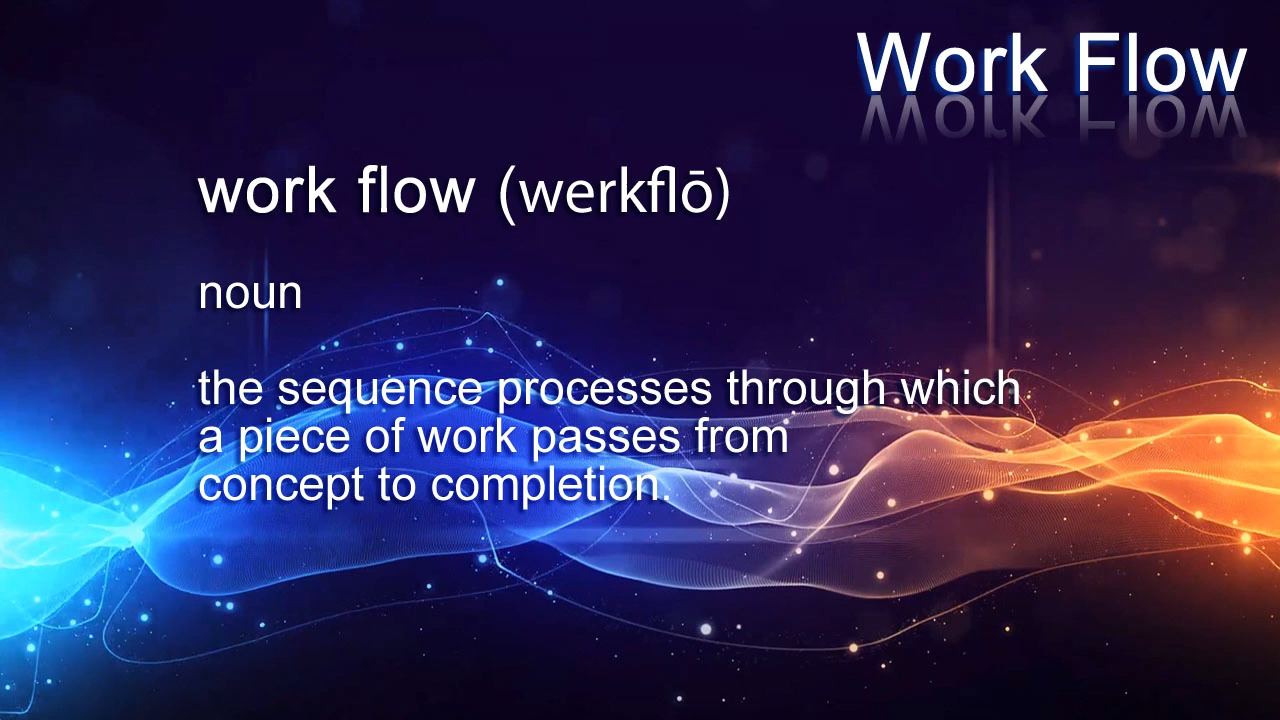 Work Flow
work flow (werkflō)
noun
the sequence processes through which
a piece of work passes from
concept to completion.